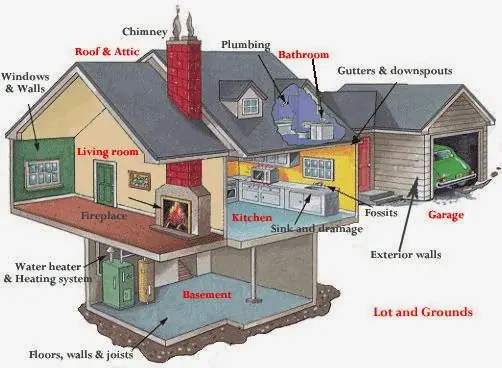 Chimney
Roof & Attic
Plumbing
Bathroom
Windows
& Walls
Gutters & downspouts
Living room
Fireplace
Kitchen
Sink and drainage
Fossits
Garage
Exterior walls
Water heater
& Heating system
Basement
Lot and Grounds
Floors, walls & joists